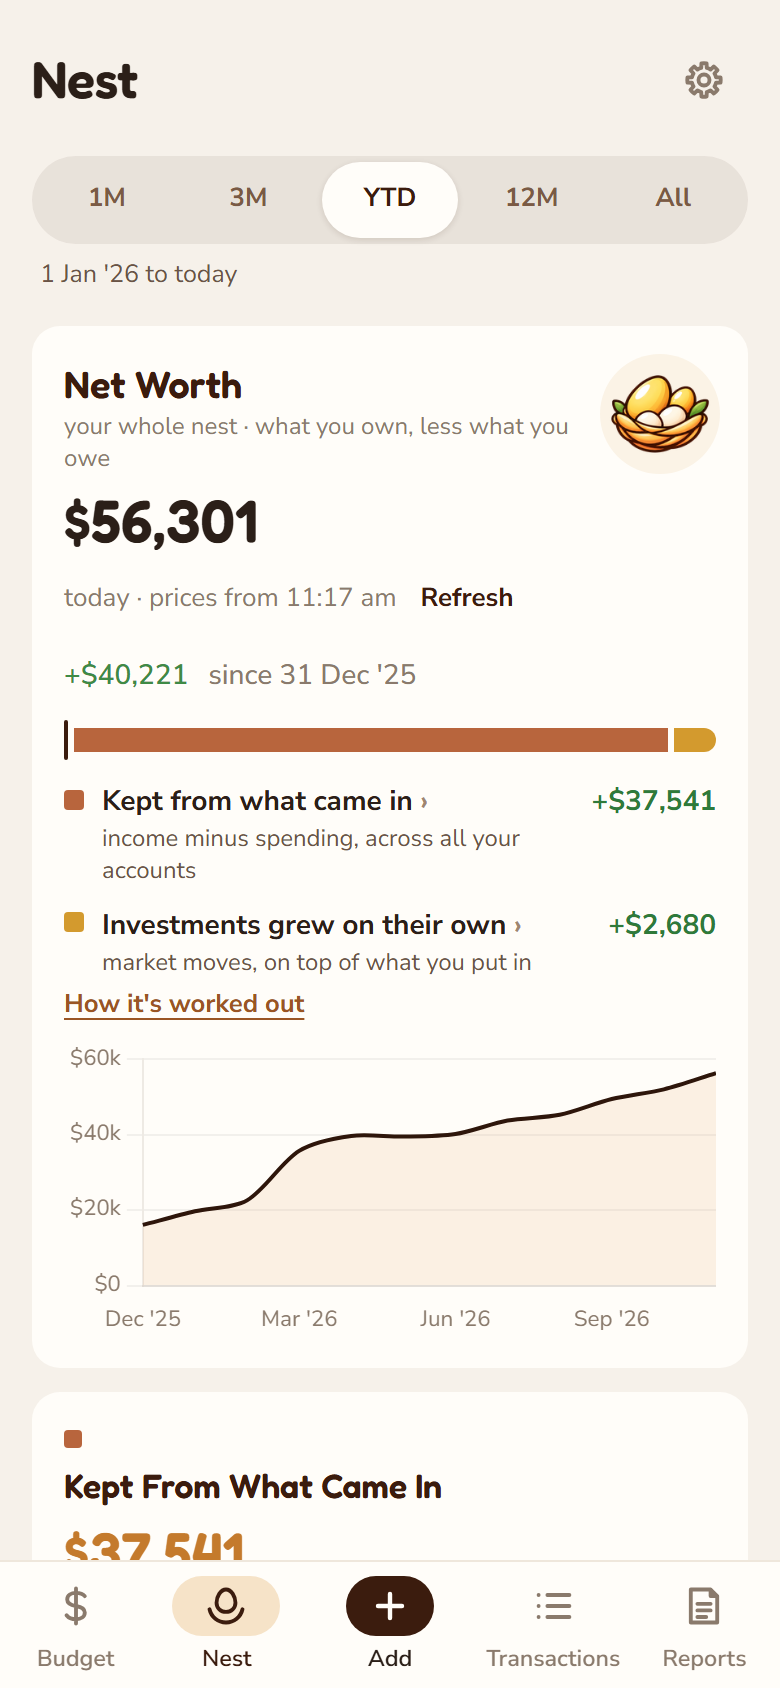 Nest
1M 3M YTD 12M All
1 Jan '26 to today
Net Worth
your whole nest · what you own, less what you
owe
$56,301
today · prices from 11:17 am Refresh
+$40,221 since 31 Dec '25
Kept from what came in › +$37,541
income minus spending, across all your
accounts
Investments grew on their own › +$2,680
market moves, on top of what you put in
How it's worked out
$60k
$40k
$20k
$0
Dec '25 Mar '26 Jun '26 Sep '26
Kept From What Came In
$37,541
Budget Nest Add Transactions Reports